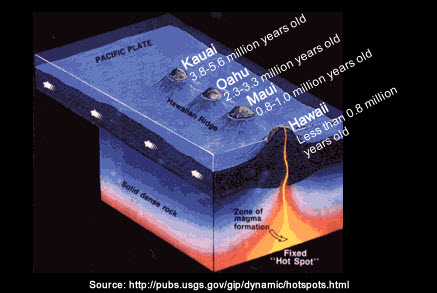 PACIFIC PLATE
Kauai
3.8-5.6 million years old
Oahu
2.3-3.3 million years old
Maui
0.8-1.0 million years old
Hawaiian Ridge
Hawaii
Less than 0.8 million
years old
Solid dense rock
Zone of
magma
formation
Fixed
"Hot Spot"
Source: http://pubs.usgs.gov/gip/dynamic/hotspots.html